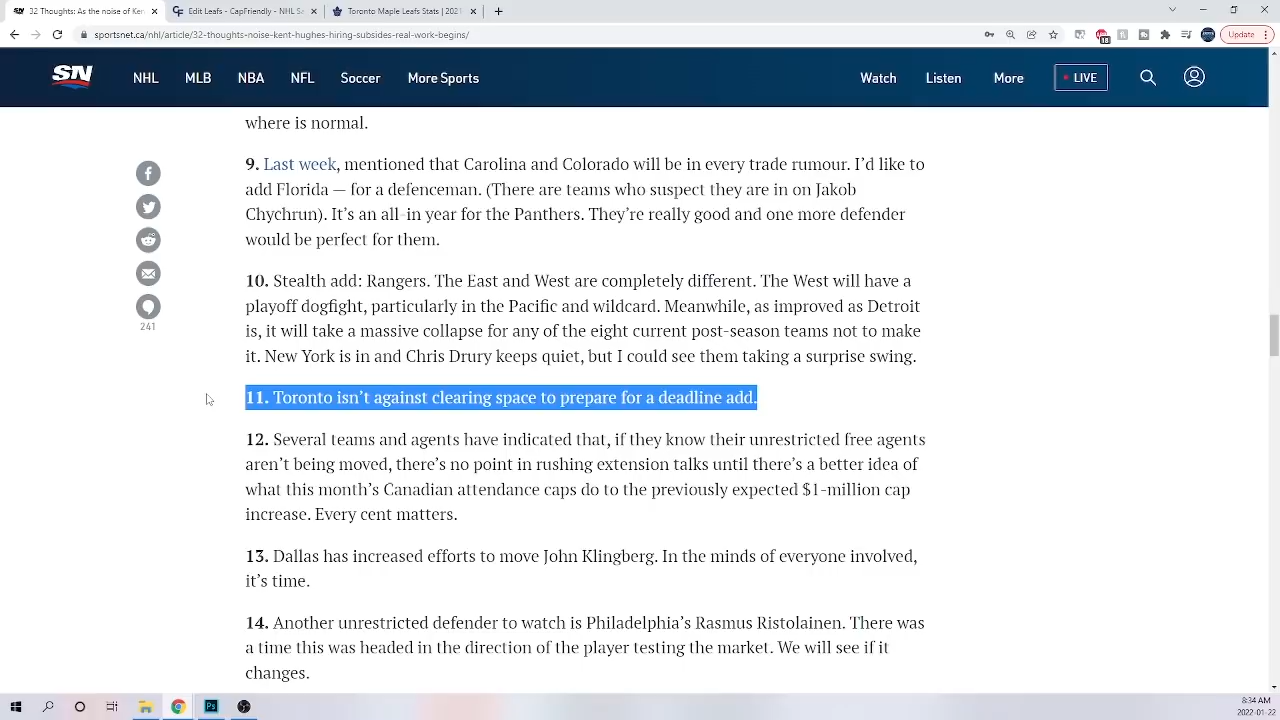 32 Thoughts: As the noise of Ken
Edit Leafs - CapFriendly - NHL Sa
Toronto Maple Leafs Stats | 2021
sportsnet.ca/nhl/article/32-thoughts-noise-kent-hughes-hiring-subsides-real-work-begins/
18
Update
SN
NHL
MLB
NBA
NFL
Soccer
More Sports
Watch
Listen
More
LIVE
where is normal.
9. Last week, mentioned that Carolina and Colorado will be in every trade rumour. I’d like to
add Florida — for a defenceman. (There are teams who suspect they are in on Jakob
Chychrun). It’s an all-in year for the Panthers. They’re really good and one more defender
would be perfect for them.
10. Stealth add: Rangers. The East and West are completely different. The West will have a
playoff dogfight, particularly in the Pacific and wildcard. Meanwhile, as improved as Detroit
is, it will take a massive collapse for any of the eight current post-season teams not to make
it. New York is in and Chris Drury keeps quiet, but I could see them taking a surprise swing.
241
11. Toronto isn’t against clearing space to prepare for a deadline add.
12. Several teams and agents have indicated that, if they know their unrestricted free agents
aren’t being moved, there’s no point in rushing extension talks until there’s a better idea of
what this month’s Canadian attendance caps do to the previously expected $1-million cap
increase. Every cent matters.
13. Dallas has increased efforts to move John Klingberg. In the minds of everyone involved,
it’s time.
14. Another unrestricted defender to watch is Philadelphia’s Rasmus Ristolainen. There was
a time this was headed in the direction of the player testing the market. We will see if it
changes.
Ps
8:34 AM
2022-01-22